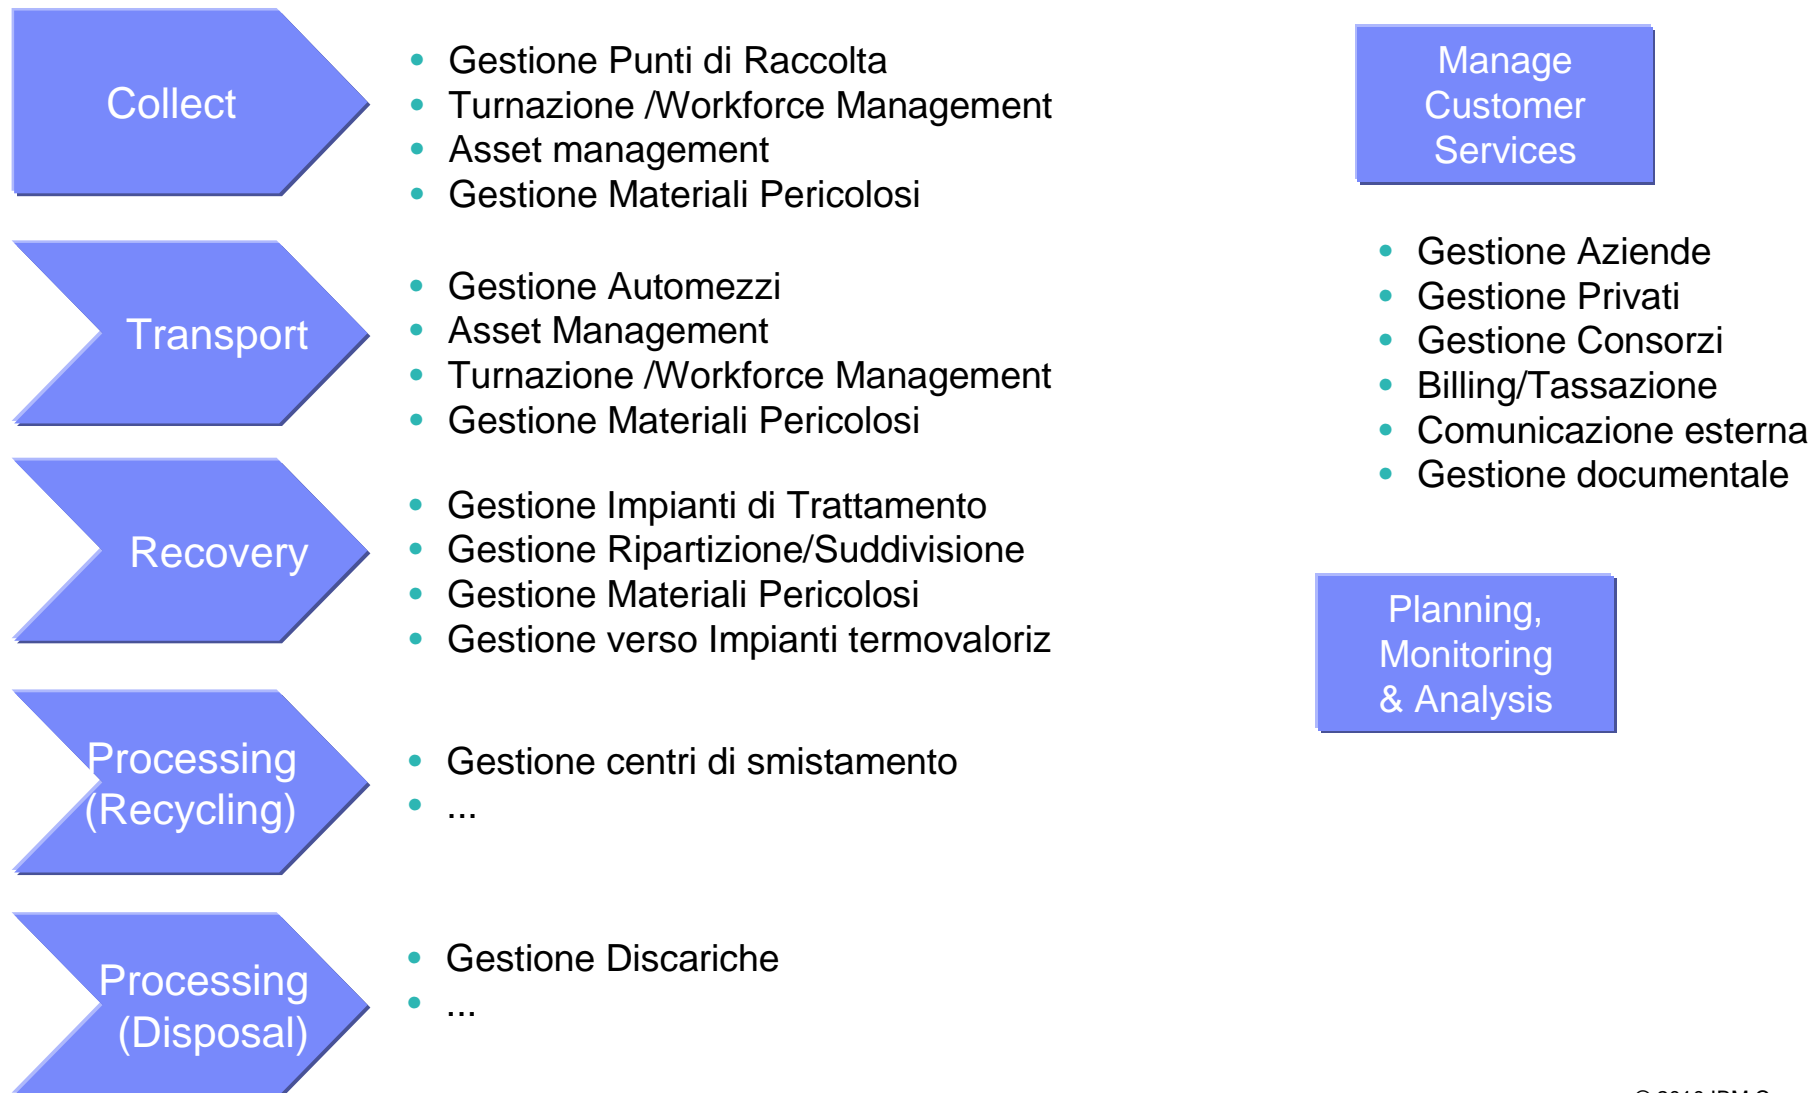 Collect
Gestione Punti di Raccolta
Turnazione /Workforce Management
Asset management
Gestione Materiali Pericolosi
Transport
Gestione Automezzi
Asset Management
Turnazione /Workforce Management
Gestione Materiali Pericolosi
Recovery
Gestione Impianti di Trattamento
Gestione Ripartizione/Suddivisione
Gestione Materiali Pericolosi
Gestione verso Impianti termovaloriz
Processing
(Recycling)
Gestione centri di smistamento
...
Processing
(Disposal)
Gestione Discariche
...
Manage
Customer
Services
Gestione Aziende
Gestione Privati
Gestione Consorzi
Billing/Tassazione
Comunicazione esterna
Gestione documentale
Planning,
Monitoring
& Analysis